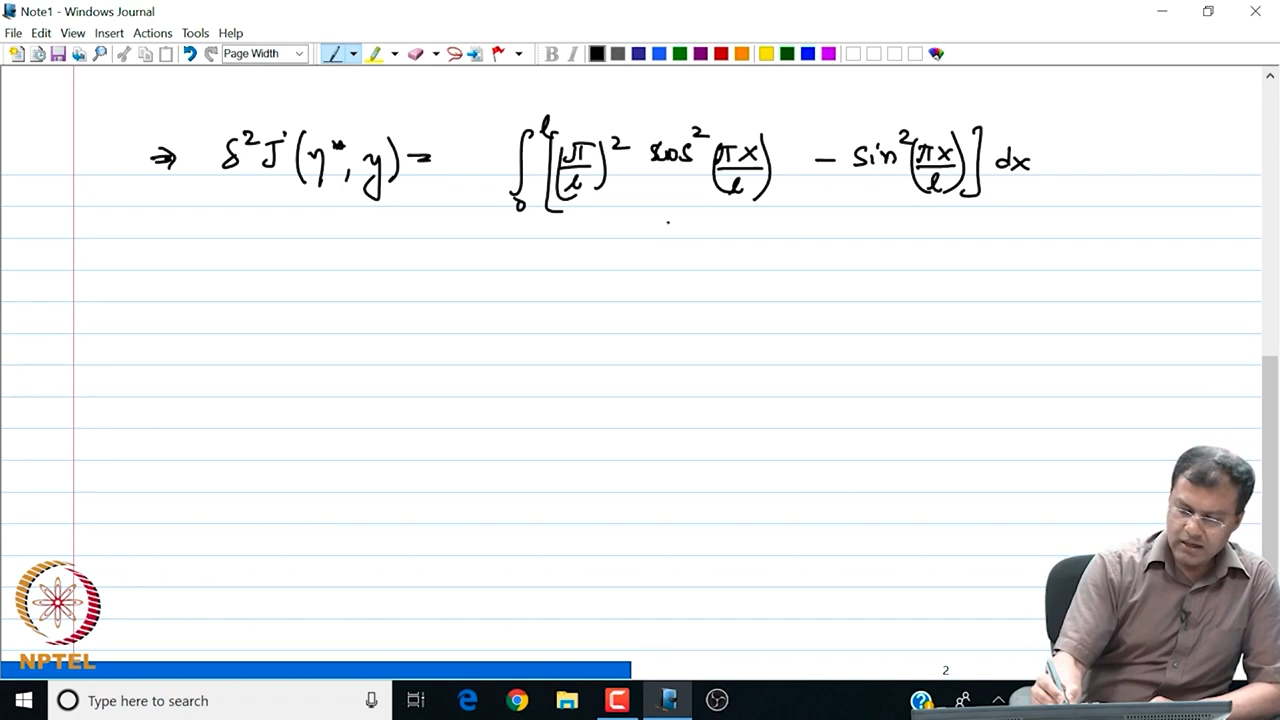 Note1 - Windows Journal
File Edit View Insert Actions Tools Help
Page Width B I
⇒ δ²J(η*, y) = ∫₀ˡ [(π/l)² cos²(πx/l) − sin²(πx/l)] dx
NPTEL
2
Type here to search